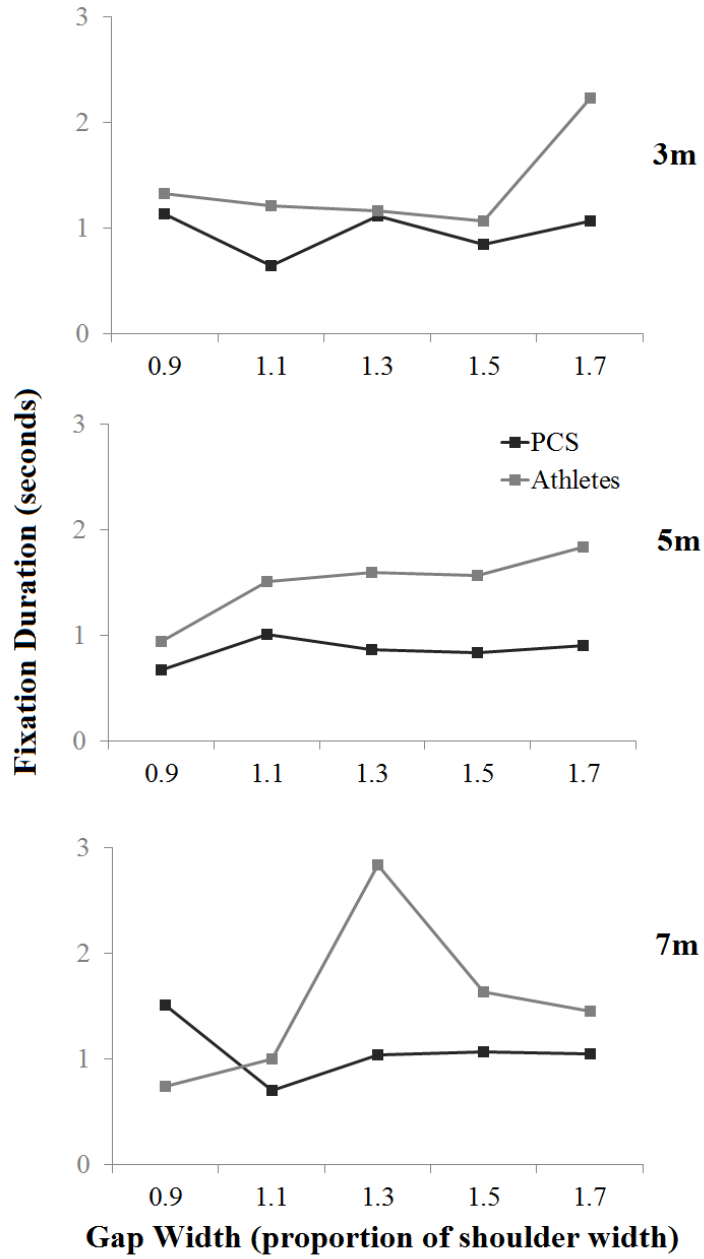 3
2
1
0
0.9 1.1 1.3 1.5 1.7
3m
3
2
1
0
0.9 1.1 1.3 1.5 1.7
PCS
Athletes
5m
3
2
1
0
0.9 1.1 1.3 1.5 1.7
7m
Fixation Duration (seconds)
Gap Width (proportion of shoulder width)